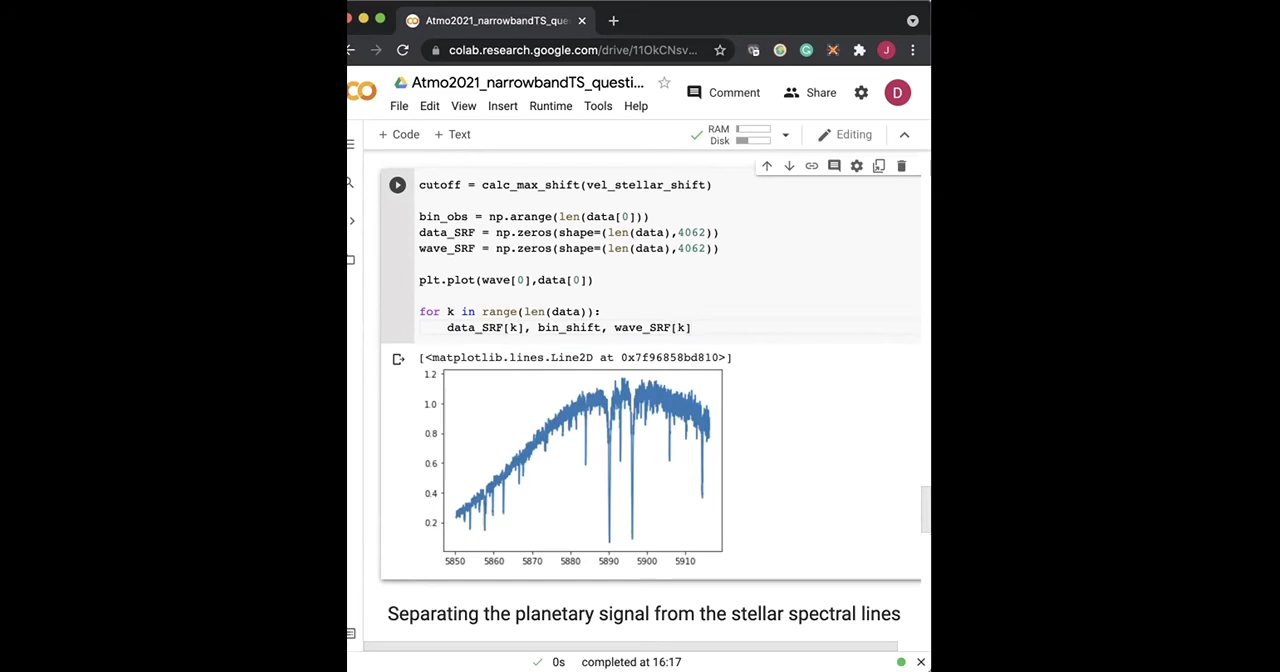 Atmo2021_narrowbandTS_que
colab.research.google.com/drive/11OkCNsv...
J
Atmo2021_narrowbandTS_questi...
Comment
Share
D
File Edit View Insert Runtime Tools Help
+ Code + Text
RAM
Disk
Editing
cutoff = calc_max_shift(vel_stellar_shift)
bin_obs = np.arange(len(data[0]))
data_SRF = np.zeros(shape=(len(data),4062))
wave_SRF = np.zeros(shape=(len(data),4062))
plt.plot(wave[0],data[0])
for k in range(len(data)):
data_SRF[k], bin_shift, wave_SRF[k]
[<matplotlib.lines.Line2D at 0x7f96858bd810>]
1.2
1.0
0.8
0.6
0.4
0.2
5850 5860 5870 5880 5890 5900 5910
Separating the planetary signal from the stellar spectral lines
0s completed at 16:17